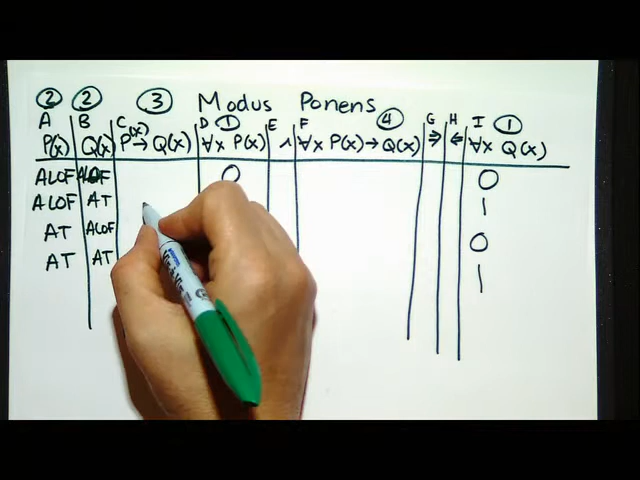 ② ② ③ Modus Ponens
A B C D ① E F ④ G H I ①
P(x) Q(x) P(x) → Q(x) ∀x P(x) ∧ ∀x P(x) → Q(x) ⇒ ⇐ ∀x Q(x)
ALOF ALOF 0 0
ALOF AT 1
AT ALOF 0
AT AT 1